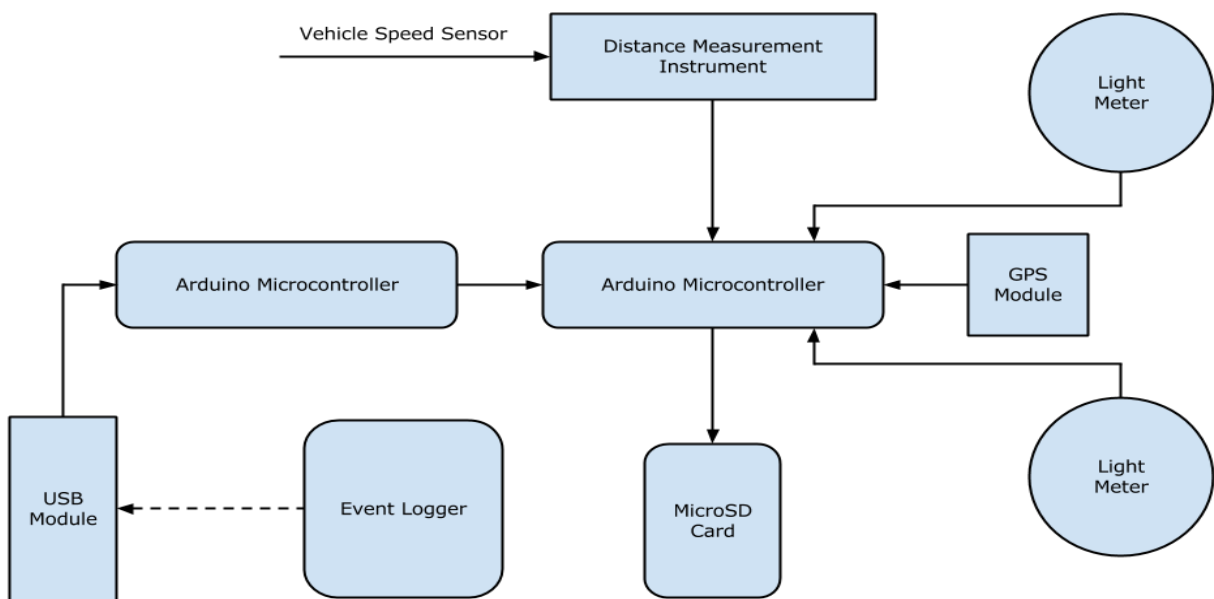 Vehicle Speed Sensor
Distance Measurement
Instrument
Light
Meter
Arduino Microcontroller
Arduino Microcontroller
GPS
Module
USB
Module
Event Logger
MicroSD
Card
Light
Meter